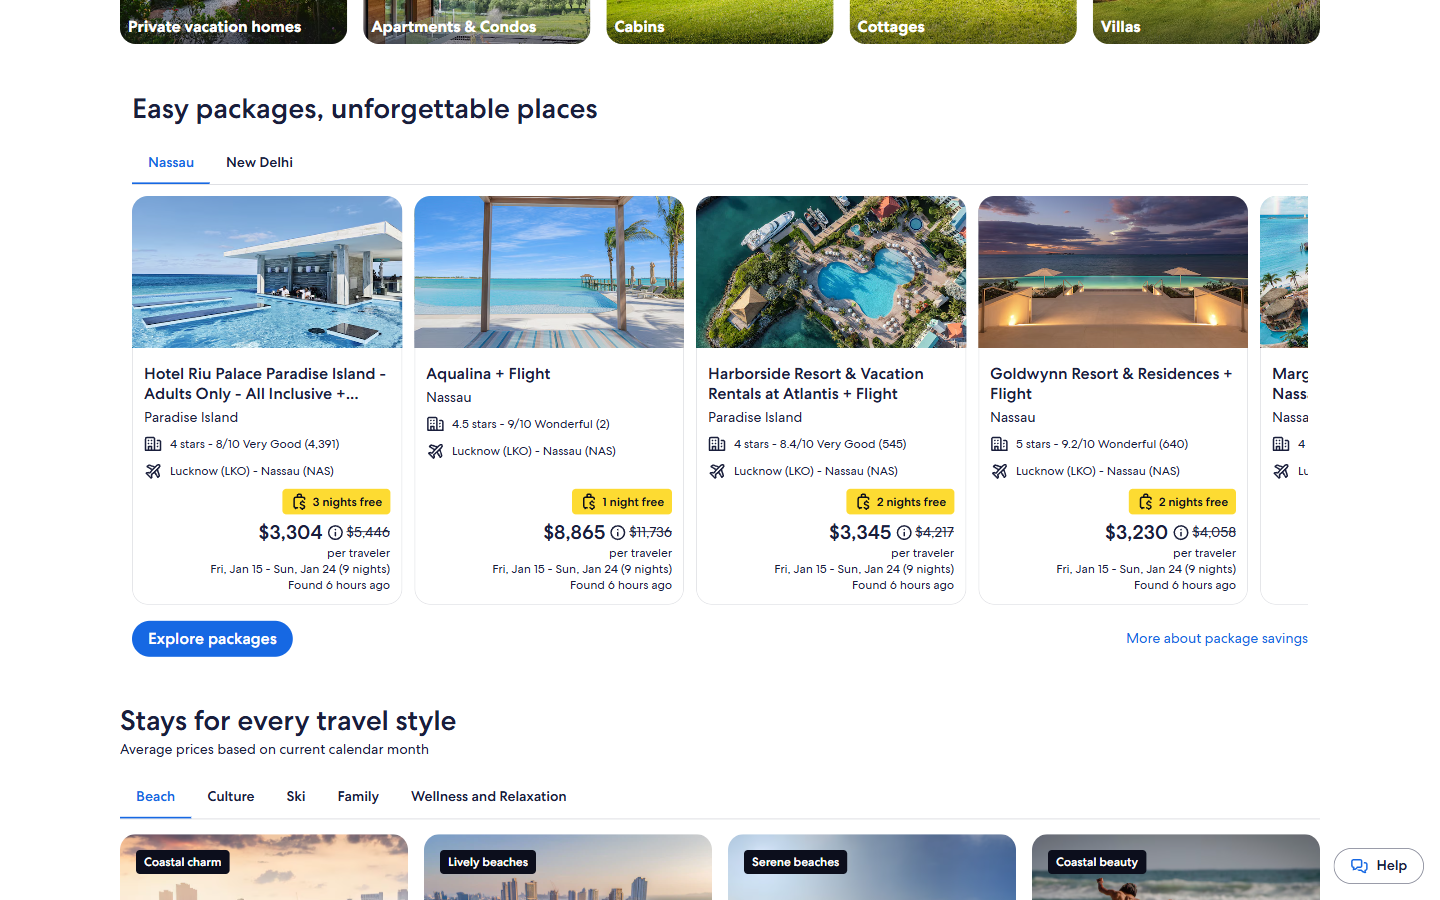 Private vacation homes
Apartments & Condos
Cabins
Cottages
Villas
Easy packages, unforgettable places
Nassau
New Delhi
Hotel Riu Palace Paradise Island -
Adults Only - All Inclusive +...
Paradise Island
4 stars - 8/10 Very Good (4,391)
Lucknow (LKO) - Nassau (NAS)
3 nights free
$3,304 $5,446
per traveler
Fri, Jan 15 - Sun, Jan 24 (9 nights)
Found 6 hours ago
Aqualina + Flight
Nassau
4.5 stars - 9/10 Wonderful (2)
Lucknow (LKO) - Nassau (NAS)
1 night free
$8,865 $11,736
per traveler
Fri, Jan 15 - Sun, Jan 24 (9 nights)
Found 6 hours ago
Harborside Resort & Vacation
Rentals at Atlantis + Flight
Paradise Island
4 stars - 8.4/10 Very Good (545)
Lucknow (LKO) - Nassau (NAS)
2 nights free
$3,345 $4,217
per traveler
Fri, Jan 15 - Sun, Jan 24 (9 nights)
Found 6 hours ago
Goldwynn Resort & Residences +
Flight
Nassau
5 stars - 9.2/10 Wonderful (640)
Lucknow (LKO) - Nassau (NAS)
2 nights free
$3,230 $4,058
per traveler
Fri, Jan 15 - Sun, Jan 24 (9 nights)
Found 6 hours ago
Marg
Nass
Nassa
4
Lu
Explore packages
More about package savings
Stays for every travel style
Average prices based on current calendar month
Beach
Culture
Ski
Family
Wellness and Relaxation
Coastal charm
Lively beaches
Serene beaches
Coastal beauty
Help